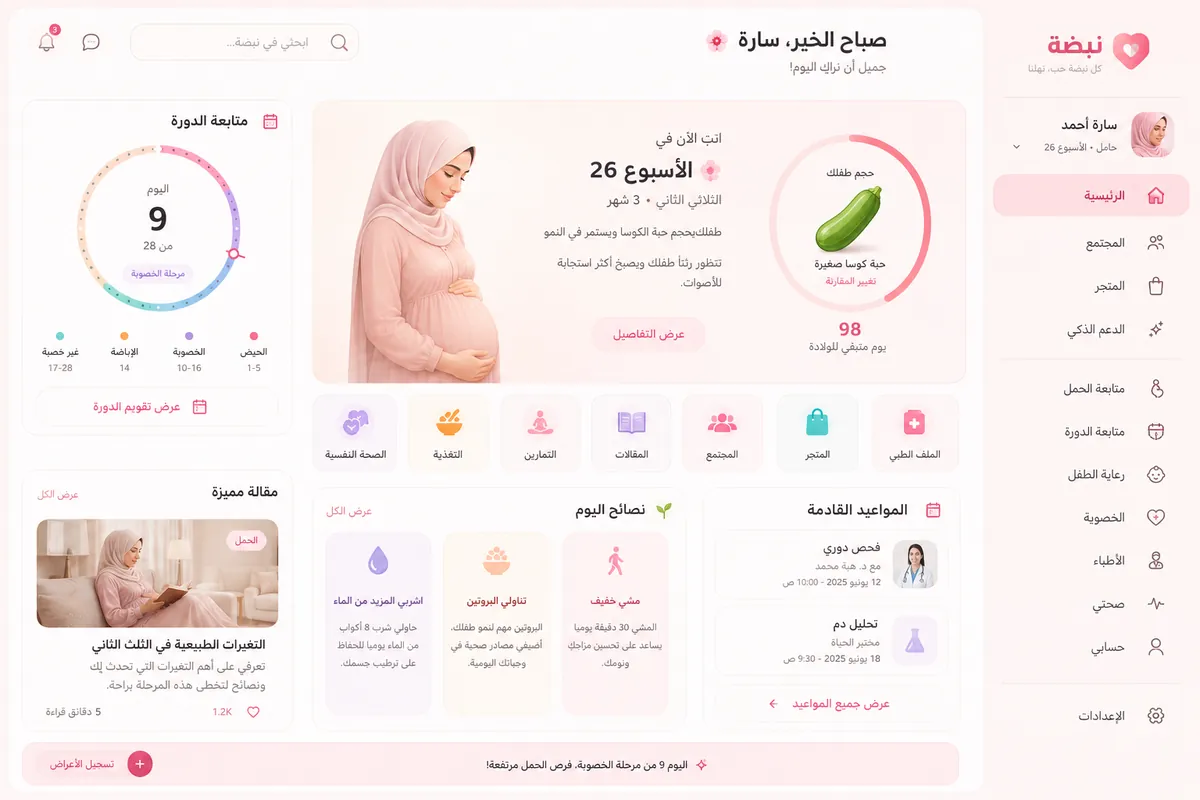 نبضة
كل نبضة حب، تهلنا
سارة أحمد
حامل • الأسبوع 26
الرئيسية
المجتمع
المتجر
الدعم الذكي
متابعة الحمل
متابعة الدورة
رعاية الطفل
الخصوبة
الأطباء
صحتي
حسابي
الإعدادات
صباح الخير، سارة
جميل أن نراكِ اليوم!
ابحثي في نبضة...
3
حجم طفلك
حبة كوسا صغيرة
تغيير المقارنة
98
يوم متبقي للولادة
انتِ الآن في
الأسبوع 26
الثلاثي الثاني • 3 شهر
طفلكبحجم حبة الكوسا ويستمر في النمو
تتطور رئتاً طفلك ويصبح أكثر استجابة
للأصوات.
عرض التفاصيل
متابعة الدورة
اليوم
9
من 28
مرحلة الخصوبة
الحيض
1-5
الخصوبة
10-16
الإباضة
14
غير خصبة
17-28
عرض تقويم الدورة
الملف الطبي
المتجر
المجتمع
المقالات
التمارين
التغذية
الصحة النفسية
المواعيد القادمة
فحص دوري
مع د. هبة محمد
12 يونيو 2025 - 10:00 ص
تحليل دم
مختبر الحياة
18 يونيو 2025 - 9:30 ص
عرض جميع المواعيد
نصائح اليوم
عرض الكل
مشي خفيف
المشي 30 دقيقة يوميا
يساعد على تحسين مزاجكِ
ونومك.
تناولي البروتين
البروتين مهم لنمو طفلك.
أضيفي مصادر صحية في
وجباتك اليومية.
اشربي المزيد من الماء
حاولي شرب 8 أكواب
من الماء يوميا للحفاظ
على ترطيب جسمك.
مقالة مميزة
عرض الكل
الحمل
التغيرات الطبيعية في الثلث الثاني
تعرفي على أهم التغيرات التي تحدث لكِ
ونصائح لتخطى هذه المرحلة براحة.
1.2K
5 دقائق قراءة
اليوم 9 من مرحلة الخصوبة، فرص الحمل مرتفعة!
تسجيل الأعراض